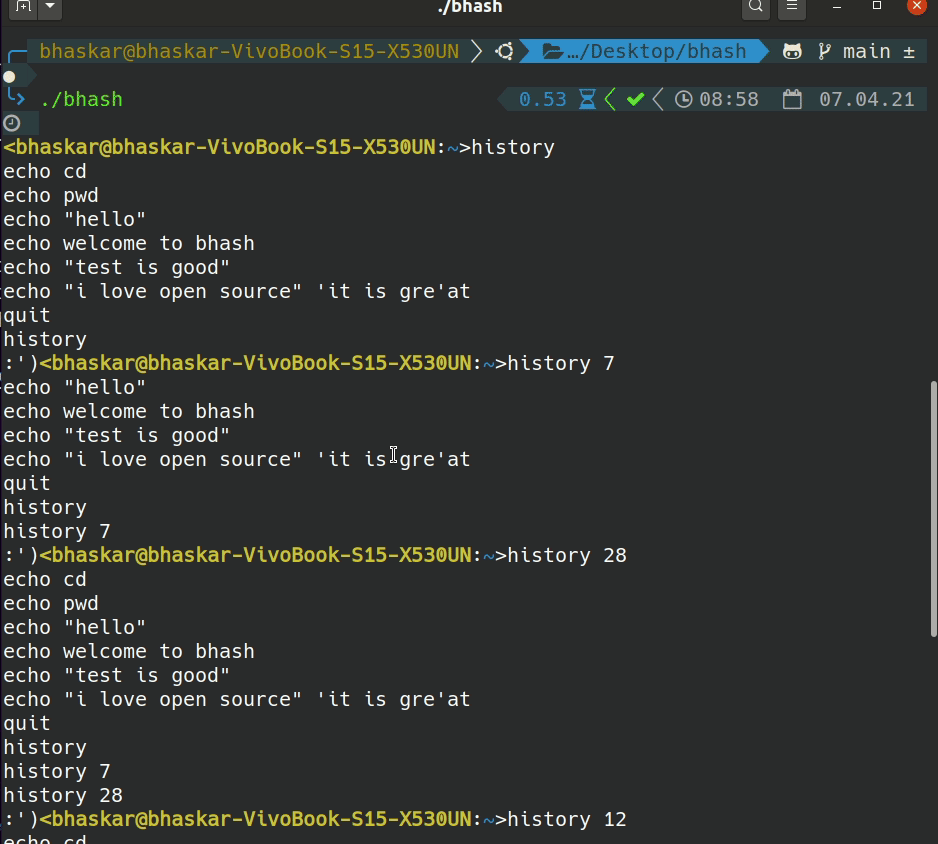 ./bhash
bhaskar@bhaskar-VivoBook-S15-X530UN …/Desktop/bhash main ±
./bhash 0.53 08:58 07.04.21
<bhaskar@bhaskar-VivoBook-S15-X530UN:~>history
echo cd
echo pwd
echo "hello"
echo welcome to bhash
echo "test is good"
echo "i love open source" 'it is gre'at
quit
history
:')<bhaskar@bhaskar-VivoBook-S15-X530UN:~>history 7
echo "hello"
echo welcome to bhash
echo "test is good"
echo "i love open source" 'it is gre'at
quit
history
history 7
:')<bhaskar@bhaskar-VivoBook-S15-X530UN:~>history 28
echo cd
echo pwd
echo "hello"
echo welcome to bhash
echo "test is good"
echo "i love open source" 'it is gre'at
quit
history
history 7
history 28
:')<bhaskar@bhaskar-VivoBook-S15-X530UN:~>history 12
echo cd